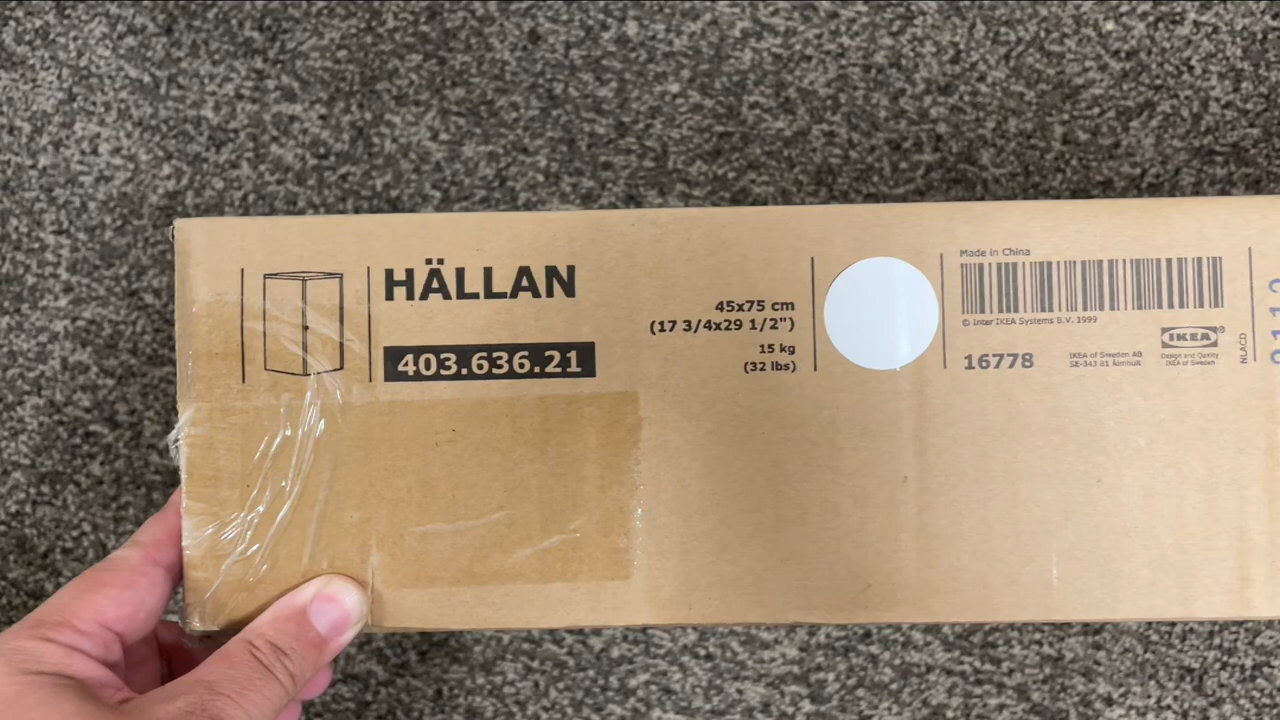 HÄLLAN
403.636.21
45x75 cm
(17 3/4x29 1/2")
15 kg
(32 lbs)
Made in China
© Inter IKEA Systems B.V. 1999
16778
IKEA of Sweden AB
SE-343 81 Älmhult
IKEA®
Design and Quality
IKEA of Sweden
NLACD